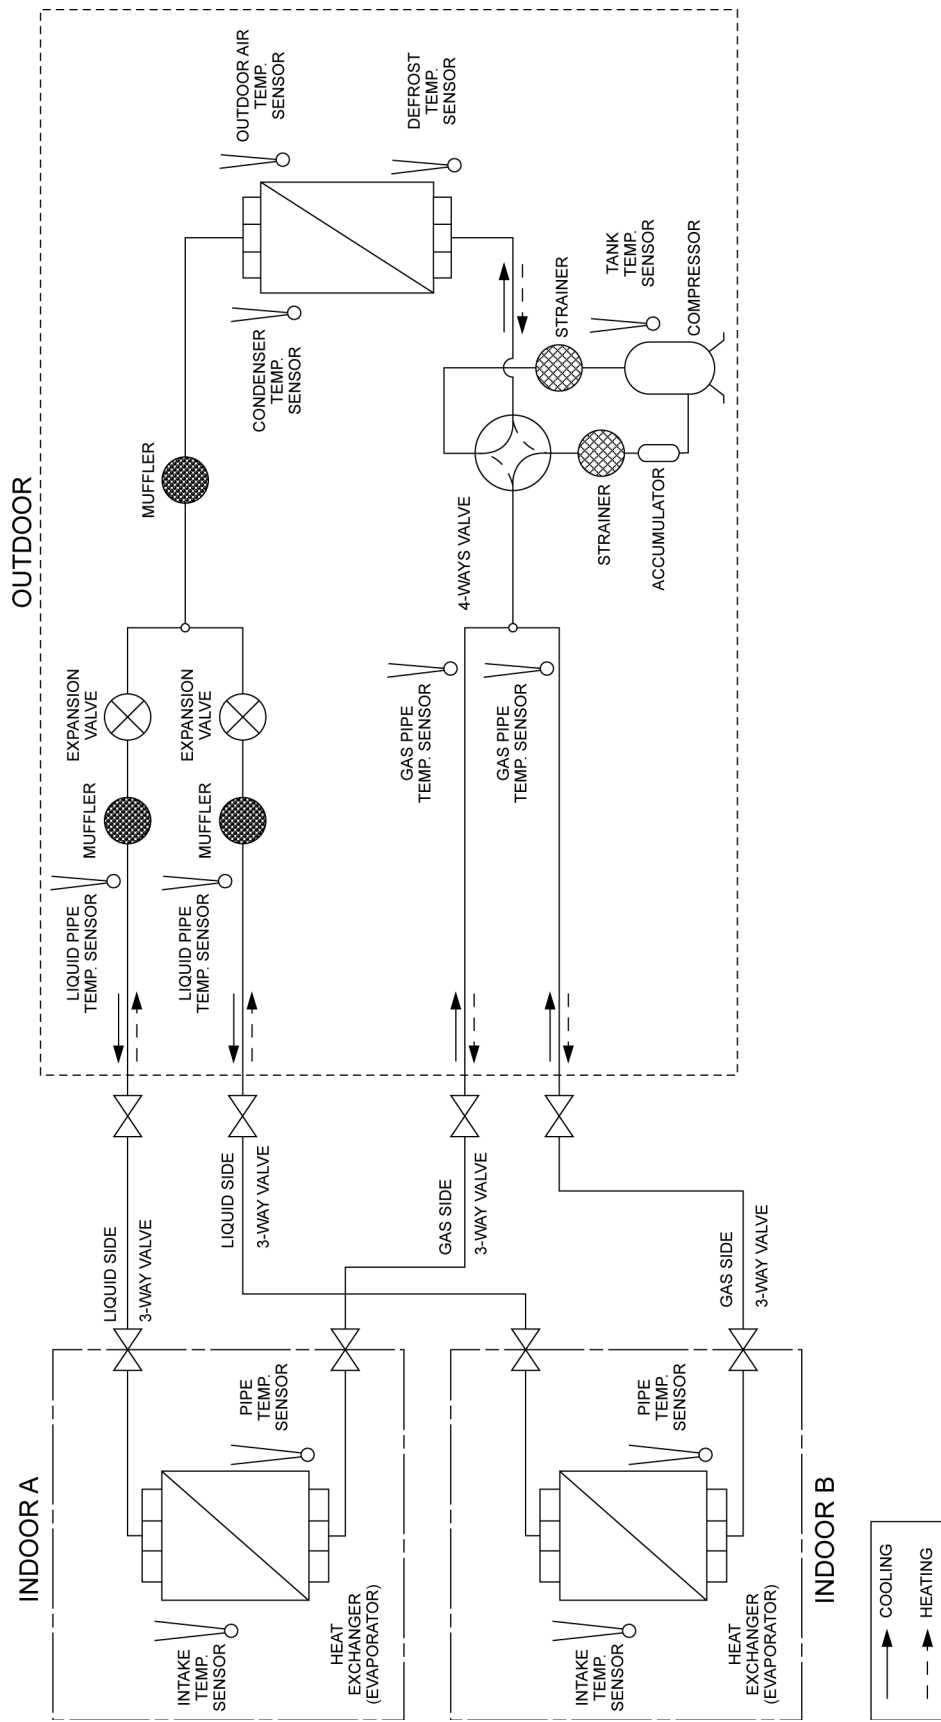 OUTDOOR
OUTDOOR AIR
TEMP.
SENSOR
DEFROST
TEMP.
SENSOR
CONDENSER
TEMP.
SENSOR
MUFFLER
TANK
TEMP.
SENSOR
STRAINER
COMPRESSOR
STRAINER
ACCUMULATOR
4-WAYS VALVE
EXPANSION
VALVE
EXPANSION
VALVE
MUFFLER
MUFFLER
LIQUID PIPE
TEMP. SENSOR
LIQUID PIPE
TEMP. SENSOR
GAS PIPE
TEMP. SENSOR
GAS PIPE
TEMP. SENSOR
LIQUID SIDE
3-WAY VALVE
LIQUID SIDE
3-WAY VALVE
GAS SIDE
3-WAY VALVE
GAS SIDE
3-WAY VALVE
INDOOR A
PIPE
TEMP.
SENSOR
INTAKE
TEMP.
SENSOR
HEAT
EXCHANGER
(EVAPORATOR)
INDOOR B
PIPE
TEMP.
SENSOR
INTAKE
TEMP.
SENSOR
HEAT
EXCHANGER
(EVAPORATOR)
COOLING
HEATING